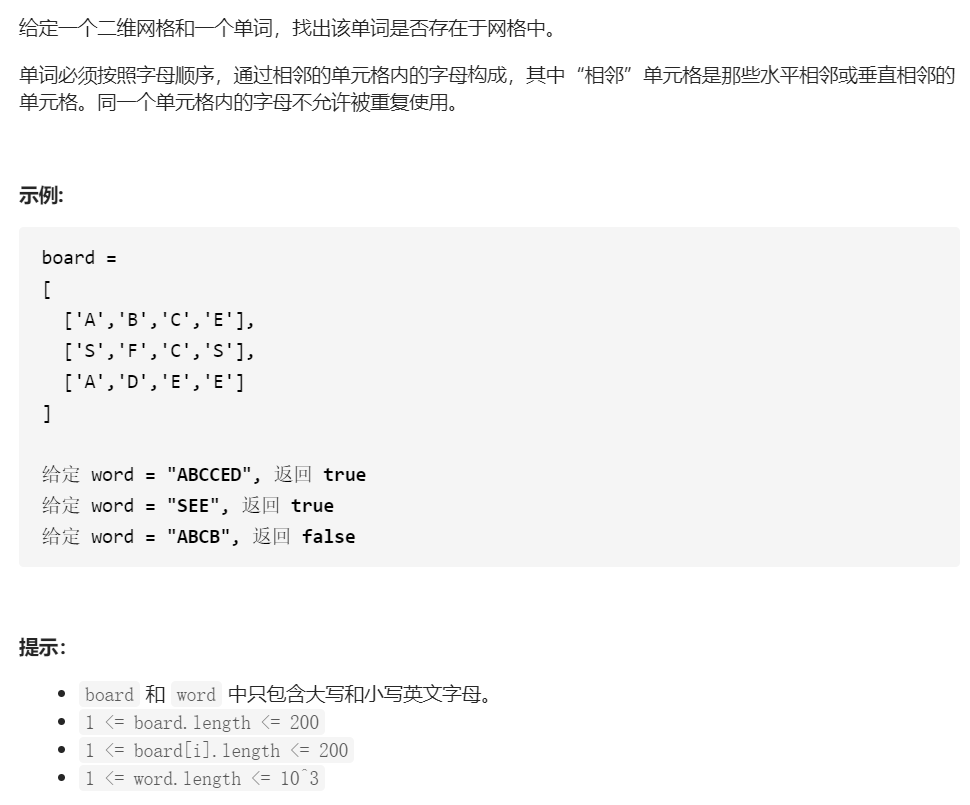 给定一个二维网格和一个单词，找出该单词是否存在于网格中。
单词必须按照字母顺序，通过相邻的单元格内的字母构成，其中“相邻”单元格是那些水平相邻或垂直相邻的
单元格。同一个单元格内的字母不允许被重复使用。
示例:
board =
[
  ['A','B','C','E'],
  ['S','F','C','S'],
  ['A','D','E','E']
]
给定 word = "ABCCED", 返回 true
给定 word = "SEE", 返回 true
给定 word = "ABCB", 返回 false
提示：
• board 和 word 中只包含大写和小写英文字母。
• 1 <= board.length <= 200
• 1 <= board[i].length <= 200
• 1 <= word.length <= 10^3